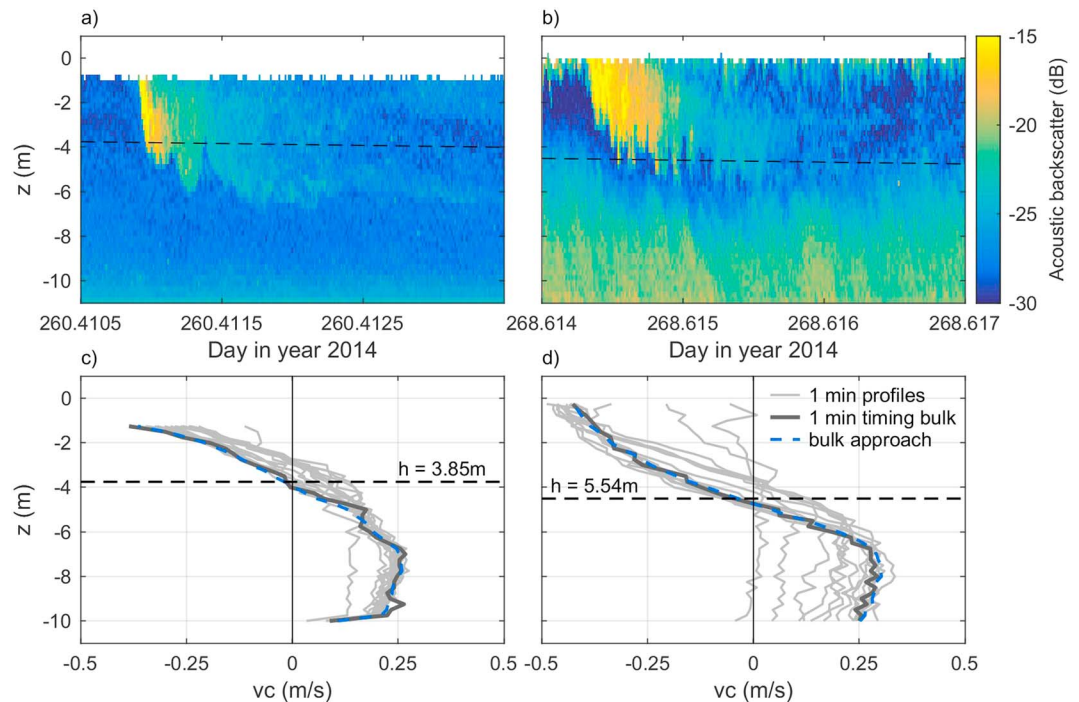 a)
b)
0
-2
-4
-6
-8
-10
z (m)
260.4105
260.4115
260.4125
Day in year 2014
268.614
268.615
268.616
268.617
Day in year 2014
-15
-20
-25
-30
Acoustic backscatter (dB)
c)
d)
0
-2
-4
-6
-8
-10
z (m)
h = 3.85m
-0.5
-0.25
0
0.25
0.5
vc (m/s)
1 min profiles
1 min timing bulk
bulk approach
h = 5.54m
-0.5
-0.25
0
0.25
0.5
vc (m/s)